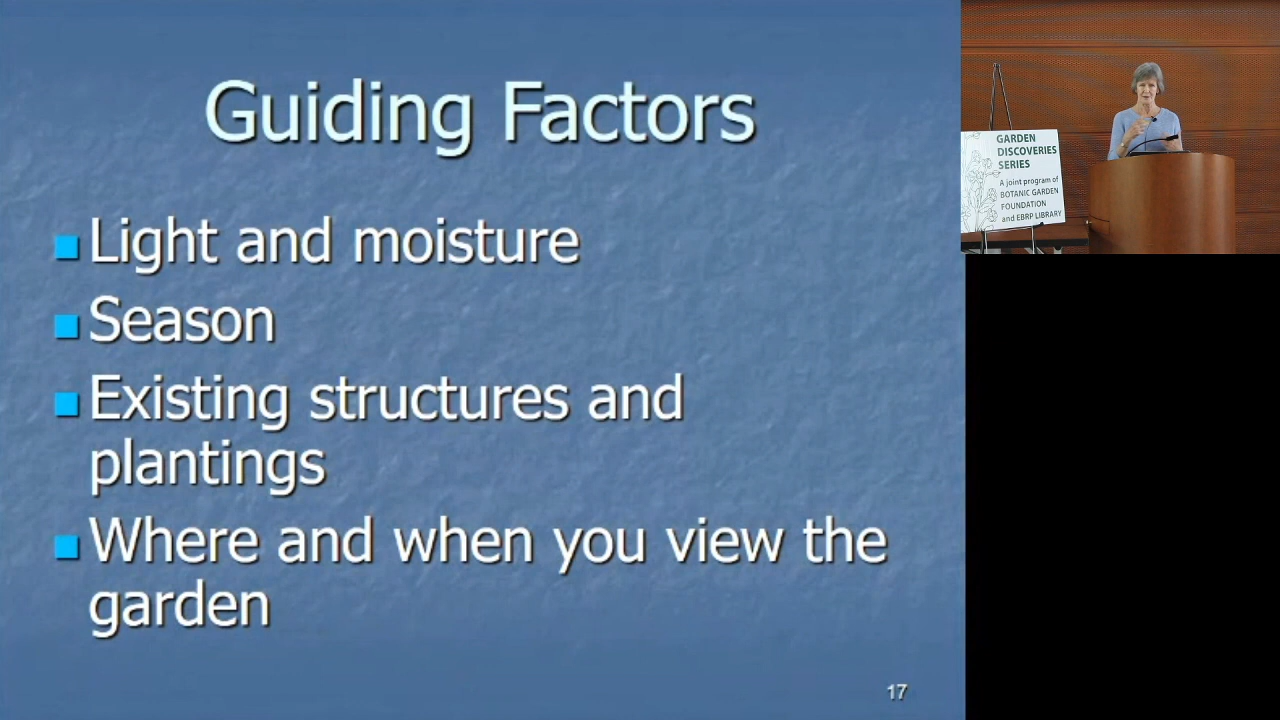 Guiding Factors
Light and moisture
Season
Existing structures and
plantings
Where and when you view the
garden
17
GARDEN
DISCOVERIES
SERIES
A joint program of
BOTANIC GARDEN
FOUNDATION
and EBRP LIBRARY